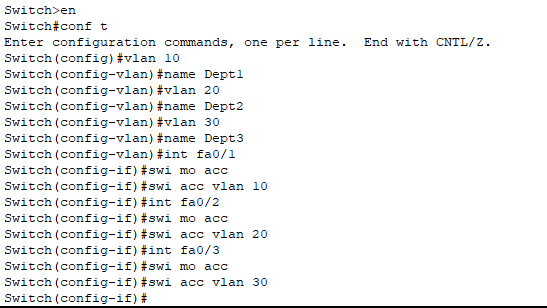 Switch>en
Switch#conf t
Enter configuration commands, one per line.  End with CNTL/Z.
Switch(config)#vlan 10
Switch(config-vlan)#name Dept1
Switch(config-vlan)#vlan 20
Switch(config-vlan)#name Dept2
Switch(config-vlan)#vlan 30
Switch(config-vlan)#name Dept3
Switch(config-vlan)#int fa0/1
Switch(config-if)#swi mo acc
Switch(config-if)#swi acc vlan 10
Switch(config-if)#int fa0/2
Switch(config-if)#swi mo acc
Switch(config-if)#swi acc vlan 20
Switch(config-if)#int fa0/3
Switch(config-if)#swi mo acc
Switch(config-if)#swi acc vlan 30
Switch(config-if)#